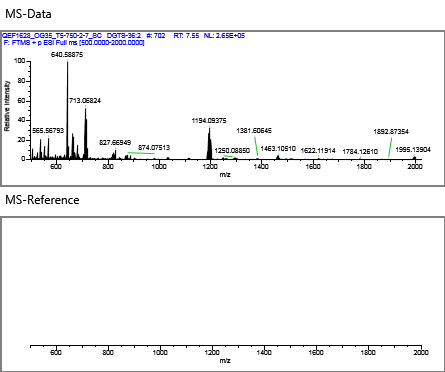 MS-Data
QEF1628_OG35_T5-750-2-7_BC DGTS-36:2 #: 702 RT: 7.55 NL: 2.65E+05
F: FTMS + p ESI Full ms [500.0000-2000.0000]
640.58875
100
713.06824
80
Relative Intensity
60
1194.09375
1381.60645
1892.87354
40
565.56793
827.66949
874.07513
1250.08850
1463.10510
1622.11914
1784.12610
1995.13904
20
0
600 800 1000 1200 1400 1600 1800 2000
m/z
MS-Reference
600 800 1000 1200 1400 1600 1800 2000
m/z